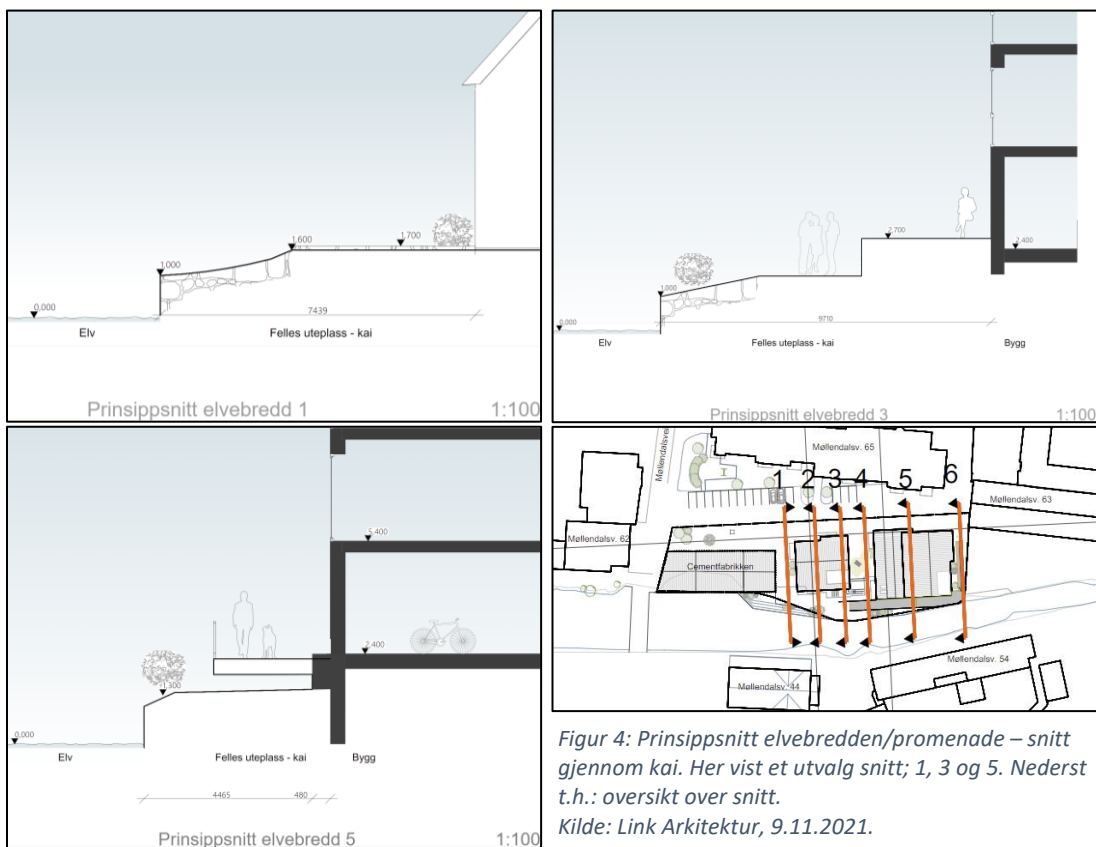 1,600
1,700
1,000
0,000
7439
Elv
Felles uteplass - kai
Prinsippsnitt elvebredd 1
1:100
2,700
2,400
1,000
0,000
9710
Elv
Felles uteplass - kai
Bygg
Prinsippsnitt elvebredd 3
1:100
5,400
2,400
1,300
0,000
Elv
Felles uteplass - kai
Bygg
4465
480
Prinsippsnitt elvebredd 5
1:100
Møllendalsvei
Møllendalsv. 65
1 2 3 4 5 6
Møllendalsv. 63
Møllendalsv. 62
Cementfabrikken
Møllendalsv. 54
Møllendalsv. 44
Figur 4: Prinsippsnitt elvebredden/promenade – snitt
gjennom kai. Her vist et utvalg snitt; 1, 3 og 5. Nederst
t.h.: oversikt over snitt.
Kilde: Link Arkitektur, 9.11.2021.